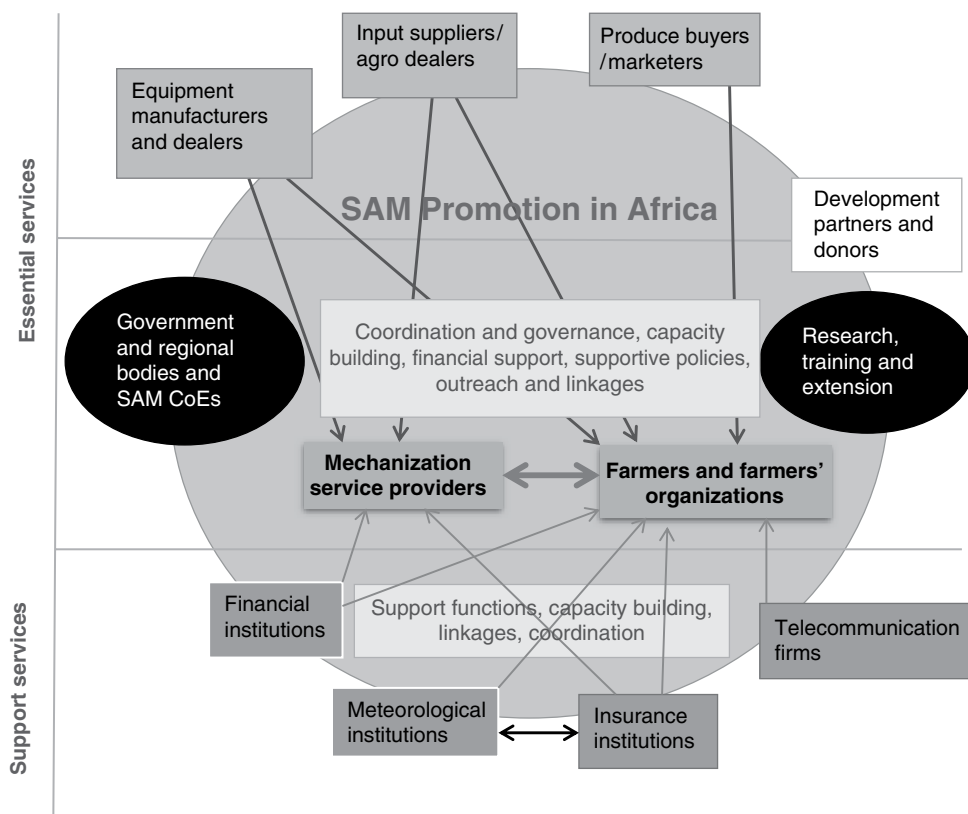 Input suppliers/
agro dealers
Produce buyers
/marketers
Equipment
manufacturers
and dealers
Essential services
SAM Promotion in Africa
Development
partners and
donors
Government
and regional
bodies and
SAM CoEs
Coordination and governance, capacity
building, financial support, supportive policies,
outreach and linkages
Research,
training and
extension
Mechanization
service providers
Farmers and farmers’
organizations
Support services
Financial
institutions
Support functions, capacity building,
linkages, coordination
Telecommunication
firms
Meteorological
institutions
Insurance
institutions